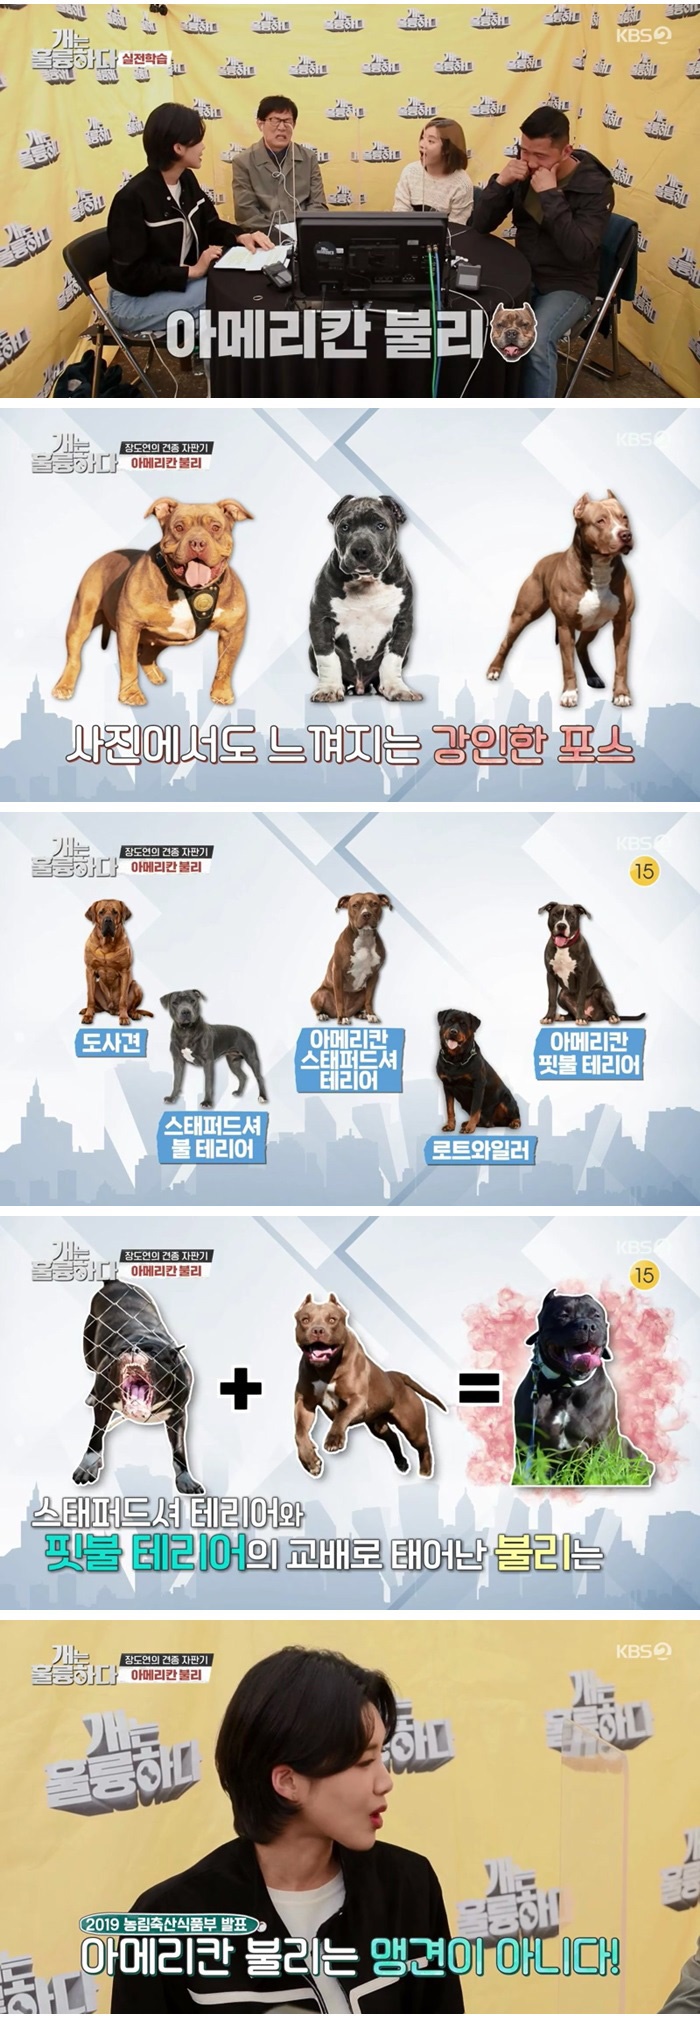 개는
훌륭하다
실전학습
KBS2
아메리칸 불리
개는
훌륭하다
장도연의 견종 자판기
아메리칸 불리
KBS2
사진에서도 느껴지는 강인한 포스
개는
훌륭하다
장도연의 견종 자판기
아메리칸 불리
KBS2
15
도사견
스태퍼드셔
불 테리어
아메리칸
스태퍼드셔
테리어
로트와일러
아메리칸
핏불 테리어
개는
훌륭하다
장도연의 견종 자판기
아메리칸 불리
KBS2
15
스태퍼드셔 테리어와
핏불 테리어의 교배로 태어난 불리는
개는
훌륭하다
장도연의 견종 자판기
아메리칸 불리
KBS2
개는
훌륭하다
2019 농림축산식품부 발표
아메리칸 불리는 맹견이 아니다!